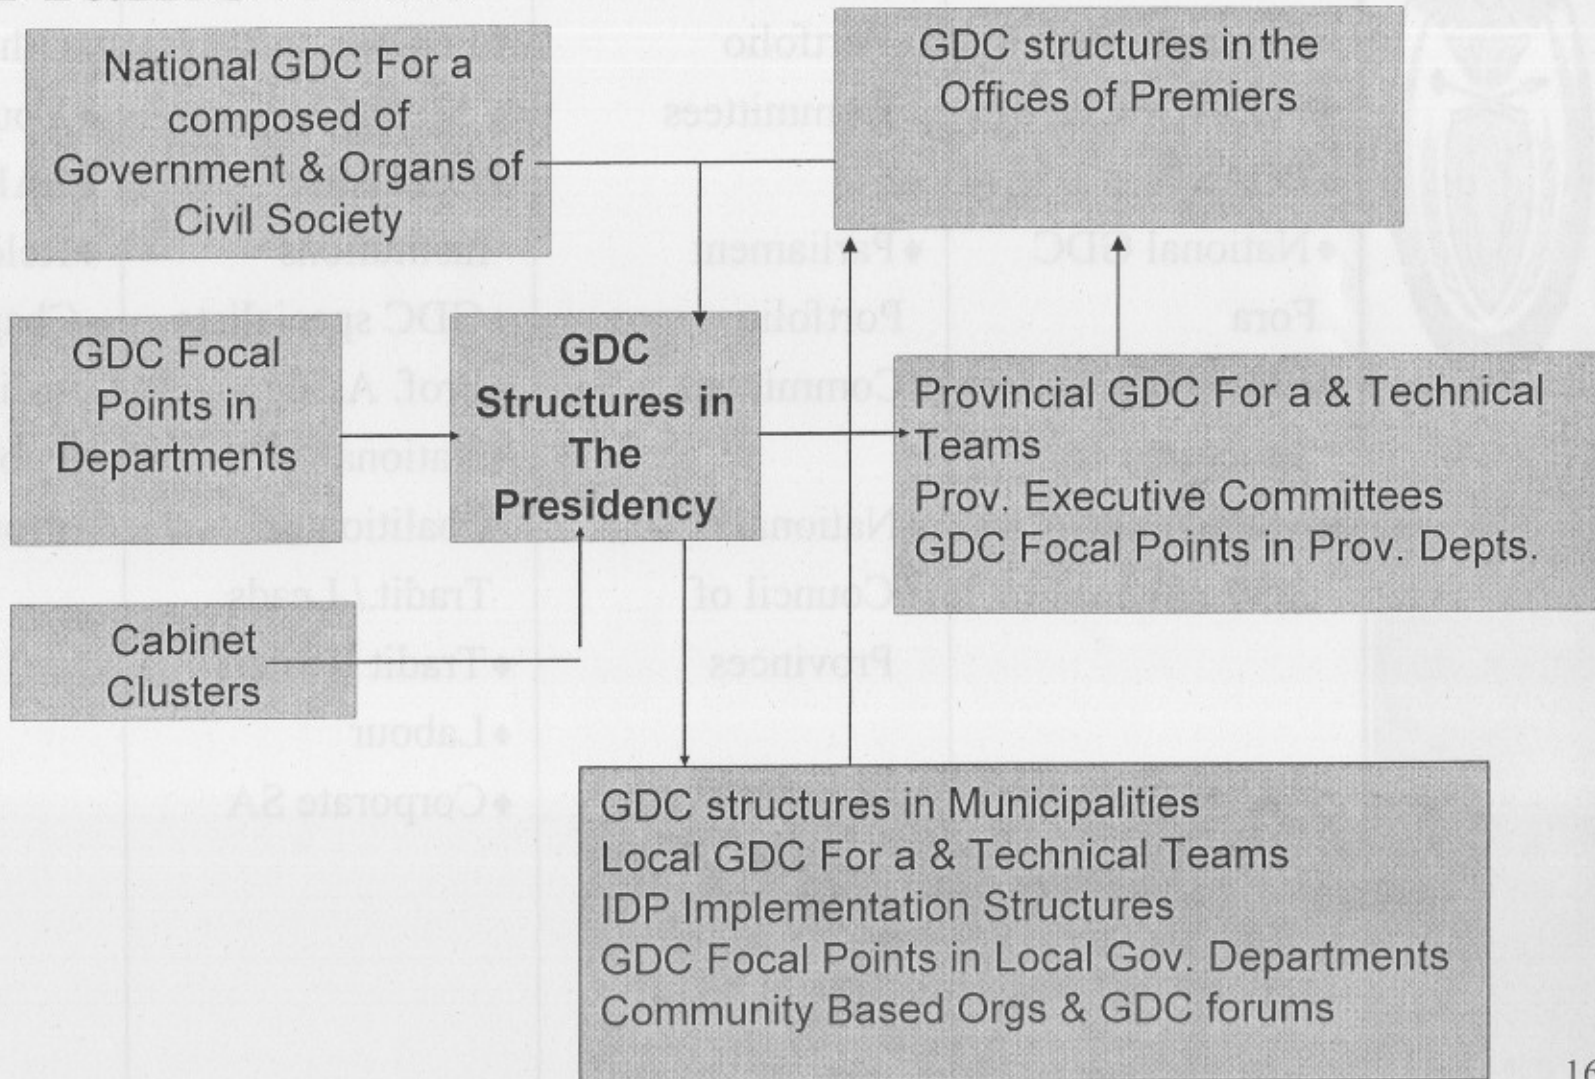 National GDC For a
composed of
Government & Organs of
Civil Society
GDC structures in the
Offices of Premiers
GDC Focal
Points in
Departments
GDC
Structures in
The
Presidency
Provincial GDC For a & Technical
Teams
Prov. Executive Committees
GDC Focal Points in Prov. Depts.
Cabinet
Clusters
GDC structures in Municipalities
Local GDC For a & Technical Teams
IDP Implementation Structures
GDC Focal Points in Local Gov. Departments
Community Based Orgs & GDC forums
16